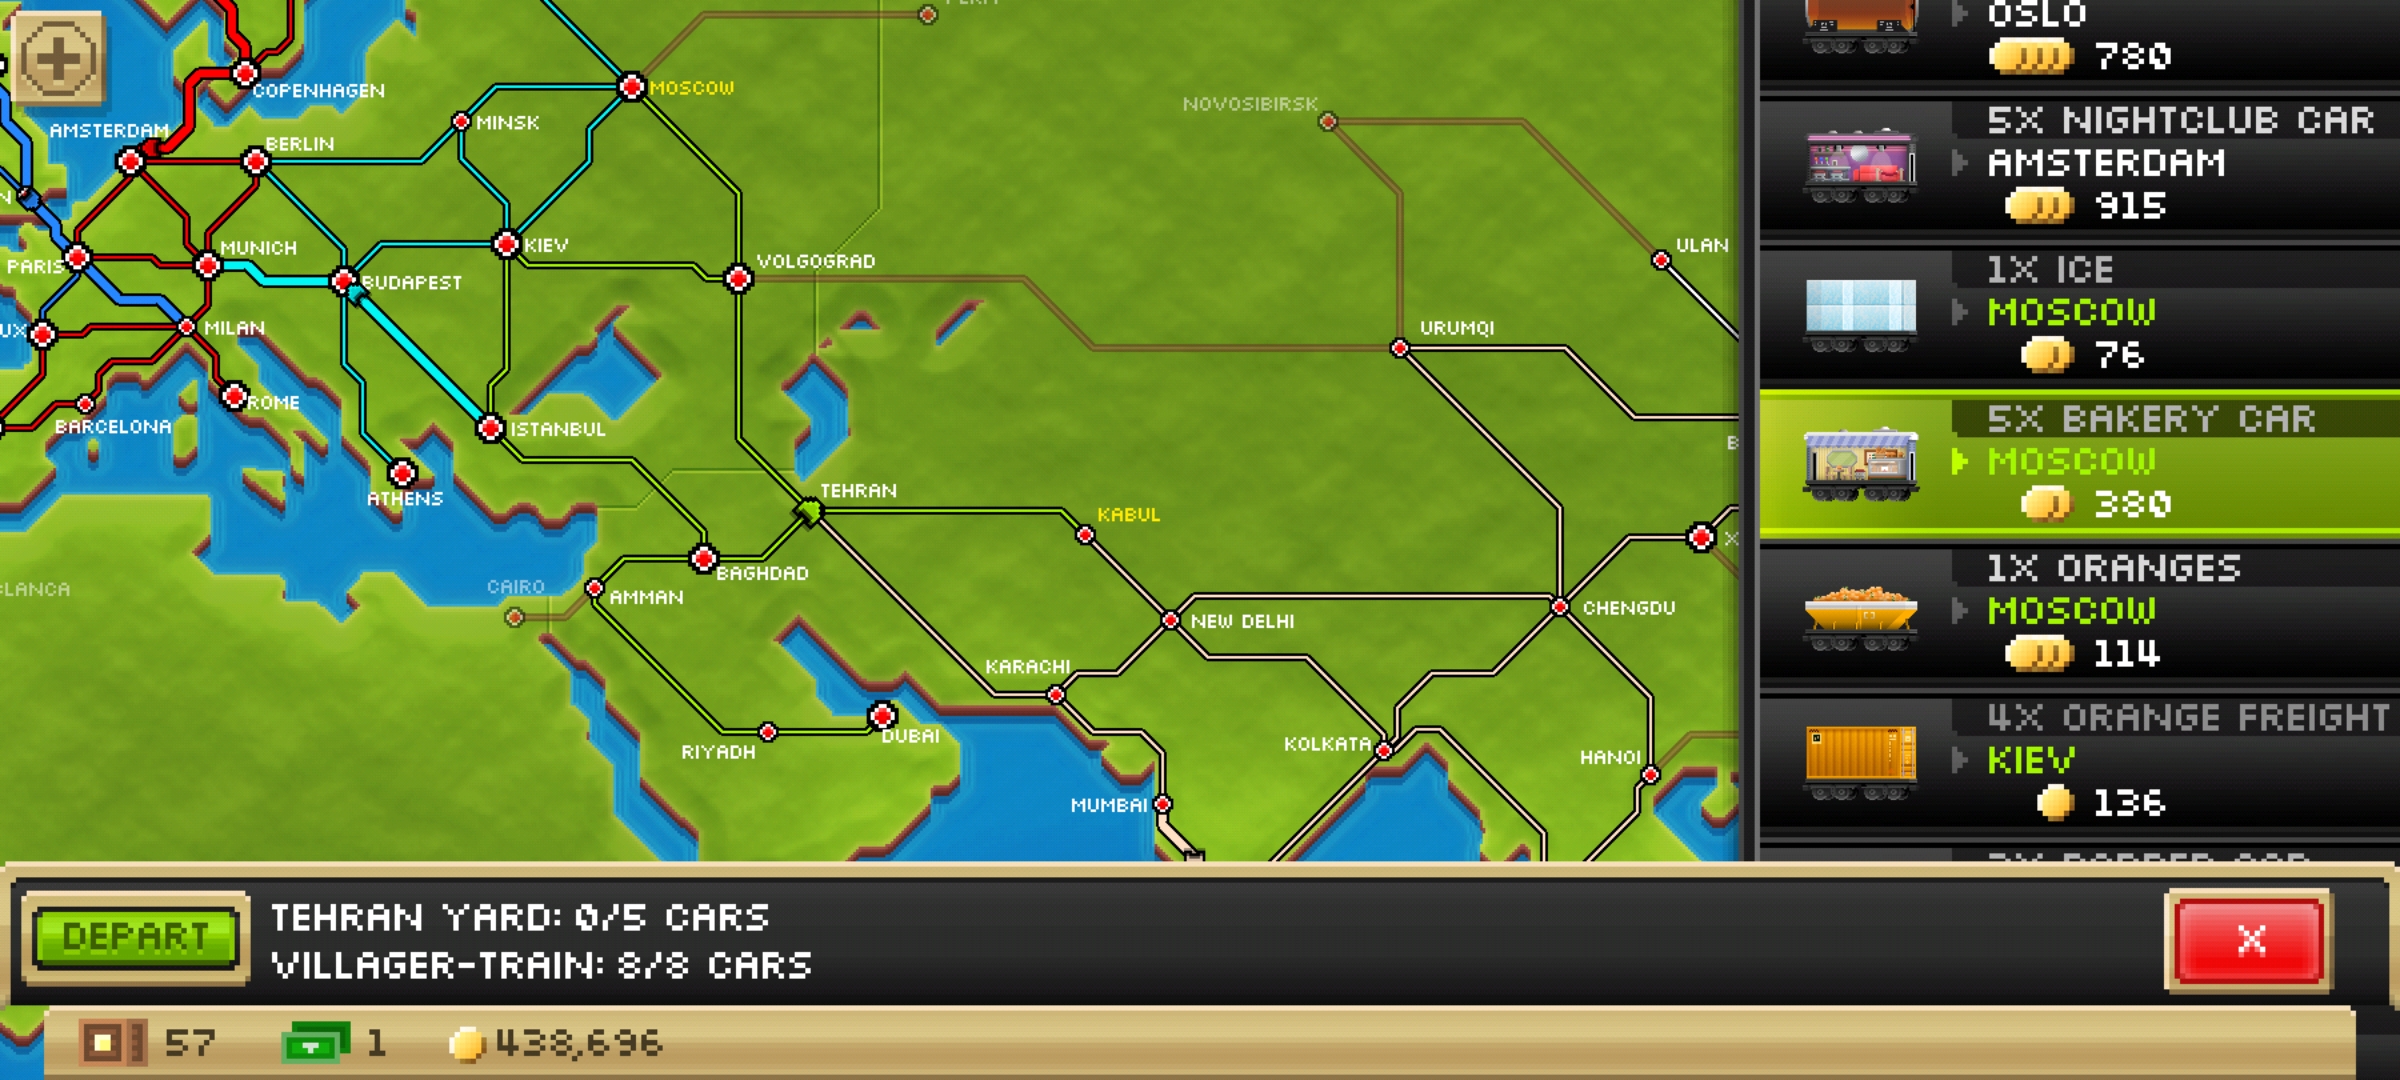 COPENHAGEN
AMSTERDAM
BERLIN
MINSK
MOSCOW
NOVOSIBIRSK
PARIS
MUNICH
BUDAPEST
KIEV
VOLGOGRAD
ULAN
URUMQI
UX
MILAN
ROME
BARCELONA
ISTANBUL
ATHENS
TEHRAN
KABUL
BAGHDAD
LANCA
CAIRO
AMMAN
NEW DELHI
CHENGDU
KARACHI
RIYADH
DUBAI
KOLKATA
HANOI
MUMBAI
OSLO
780
5X NIGHTCLUB CAR
AMSTERDAM
915
1X ICE
MOSCOW
76
5X BAKERY CAR
MOSCOW
380
1X ORANGES
MOSCOW
114
4X ORANGE FREIGHT
KIEV
136
DEPART
TEHRAN YARD: 0/5 CARS
VILLAGER-TRAIN: 8/8 CARS
X
57
1
438,696